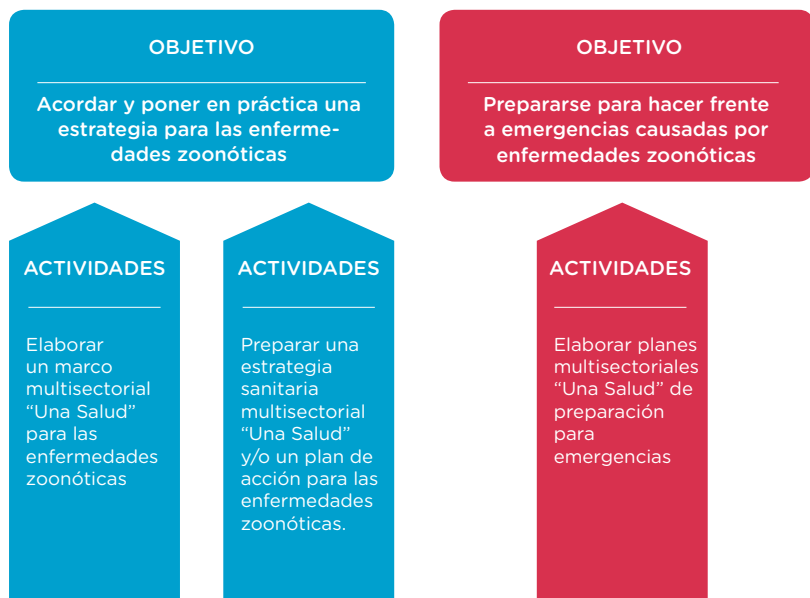 OBJETIVO
Acordar y poner en práctica una
estrategia para las enferme-
dades zoonóticas
OBJETIVO
Prepararse para hacer frente
a emergencias causadas por
enfermedades zoonóticas
ACTIVIDADES
Elaborar
un marco
multisectorial
“Una Salud”
para las
enfermedades
zoonóticas
ACTIVIDADES
Preparar una
estrategia
sanitaria
multisectorial
“Una Salud”
y/o un plan de
acción para las
enfermedades
zoonóticas.
ACTIVIDADES
Elaborar planes
multisectoriales
“Una Salud” de
preparación
para
emergencias